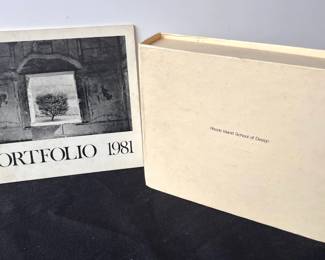 ORTFOLIO 1981
Rhode Island School of Design